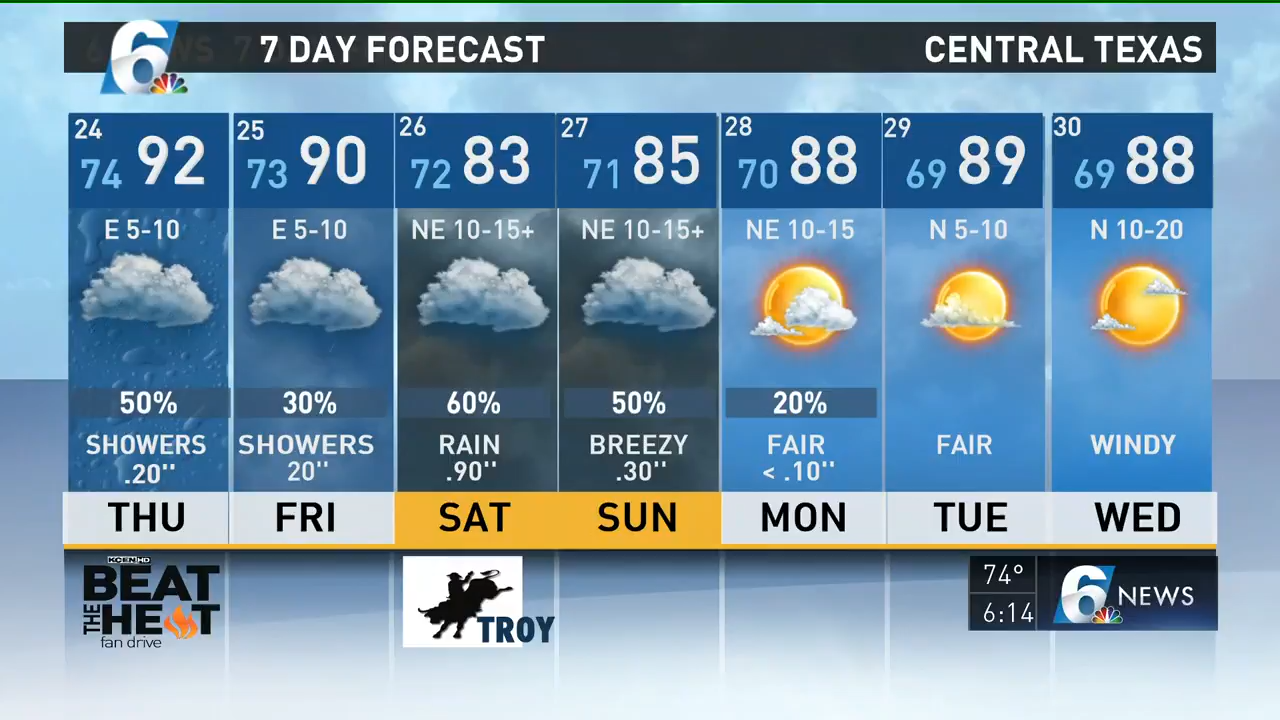 6 7 DAY FORECAST CENTRAL TEXAS
24 25 26 27 28 29 30
74 92 73 90 72 83 71 85 70 88 69 89 69 88
E 5-10 E 5-10 NE 10-15+ NE 10-15+ NE 10-15 N 5-10 N 10-20
50% 30% 60% 50% 20%
SHOWERS SHOWERS RAIN BREEZY FAIR FAIR WINDY
.20" 20" .90" .30" < .10"
THU FRI SAT SUN MON TUE WED
KCEN HD
BEAT
THE HEAT
fan drive
TROY
74°
6:14
6 NEWS